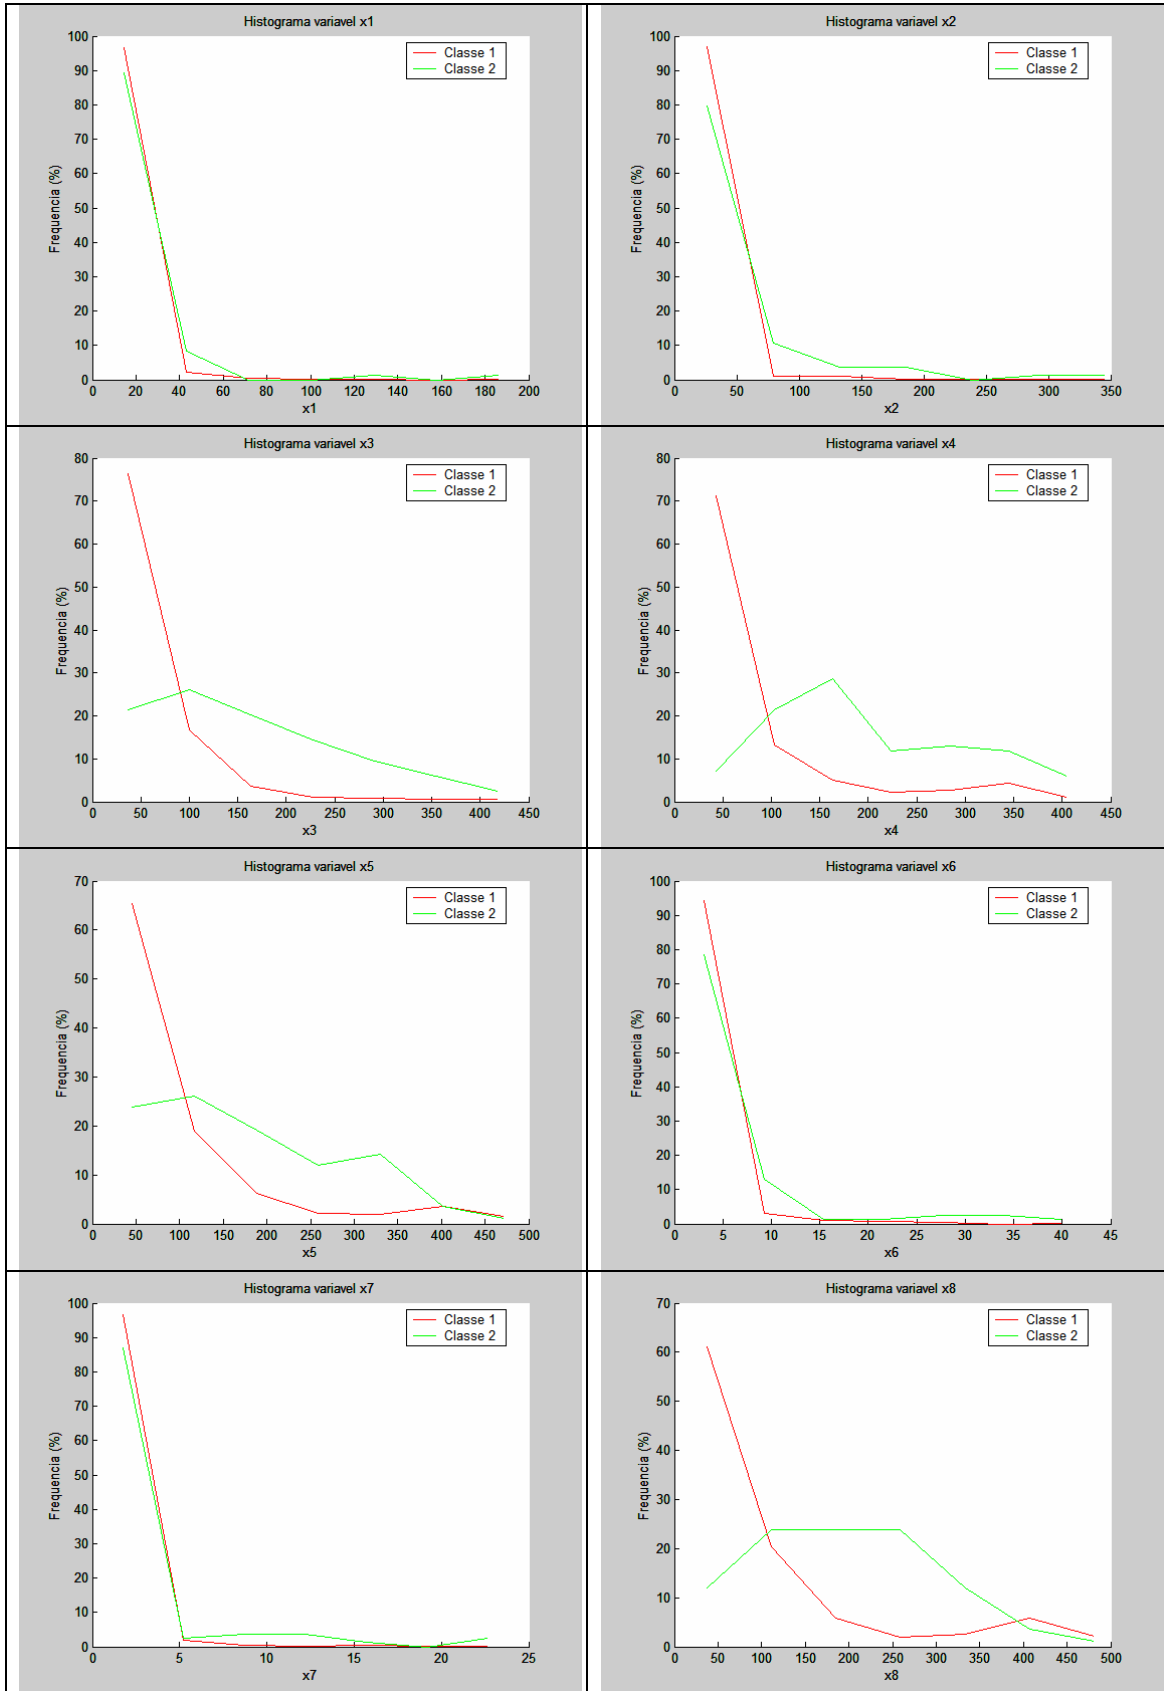 Histograma variavel x1
100
90
80
70
60
50
40
30
20
10
0
Frequencia (%)
Classe 1
Classe 2
0 20 40 60 80 100 120 140 160 180 200
x1
Histograma variavel x2
100
90
80
70
60
50
40
30
20
10
0
Frequencia (%)
Classe 1
Classe 2
0 50 100 150 200 250 300 350
x2
Histograma variavel x3
80
70
60
50
40
30
20
10
0
Frequencia (%)
Classe 1
Classe 2
0 50 100 150 200 250 300 350 400 450
x3
Histograma variavel x4
80
70
60
50
40
30
20
10
0
Frequencia (%)
Classe 1
Classe 2
0 50 100 150 200 250 300 350 400 450
x4
Histograma variavel x5
70
60
50
40
30
20
10
0
Frequencia (%)
Classe 1
Classe 2
0 50 100 150 200 250 300 350 400 450 500
x5
Histograma variavel x6
100
90
80
70
60
50
40
30
20
10
0
Frequencia (%)
Classe 1
Classe 2
0 5 10 15 20 25 30 35 40 45
x6
Histograma variavel x7
100
90
80
70
60
50
40
30
20
10
0
Frequencia (%)
Classe 1
Classe 2
0 5 10 15 20 25
x7
Histograma variavel x8
70
60
50
40
30
20
10
0
Frequencia (%)
Classe 1
Classe 2
0 50 100 150 200 250 300 350 400 450 500
x8